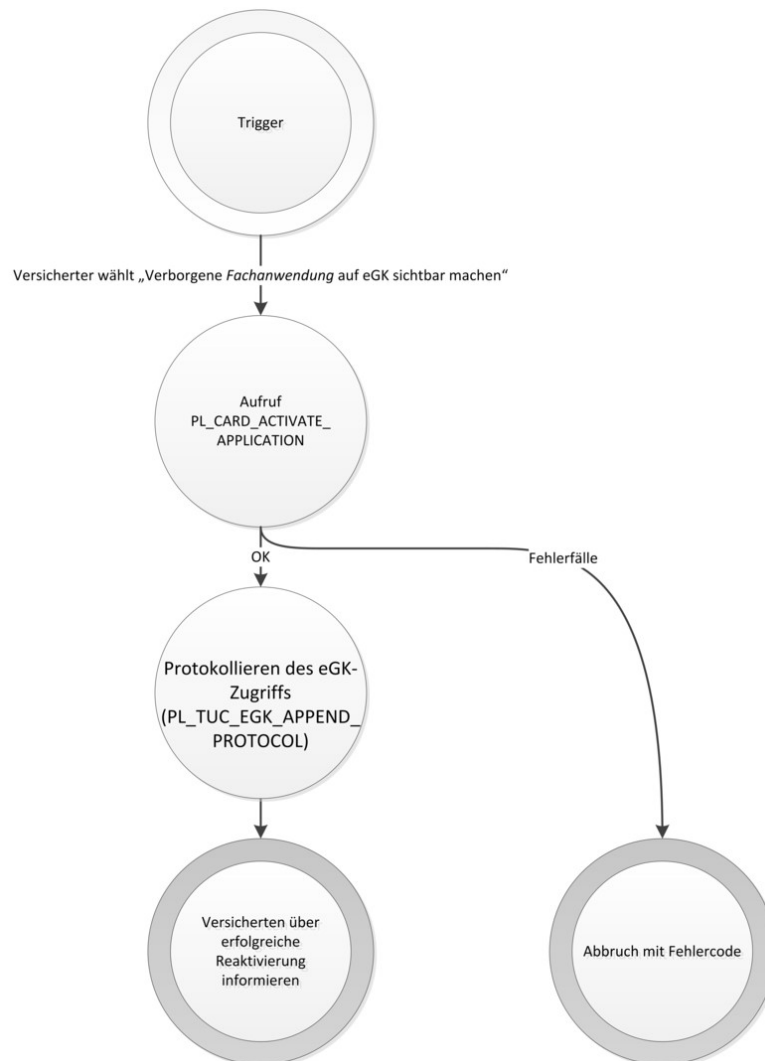 Trigger
Versicherter wählt „Verborgene Fachanwendung auf eGK sichtbar machen“
Aufruf
PL_CARD_ACTIVATE_
APPLICATION
OK
Fehlerfälle
Protokollieren des eGK-
Zugriffs
(PL_TUC_EGK_APPEND_
PROTOCOL)
Versicherten über
erfolgreiche
Reaktivierung
informieren
Abbruch mit Fehlercode